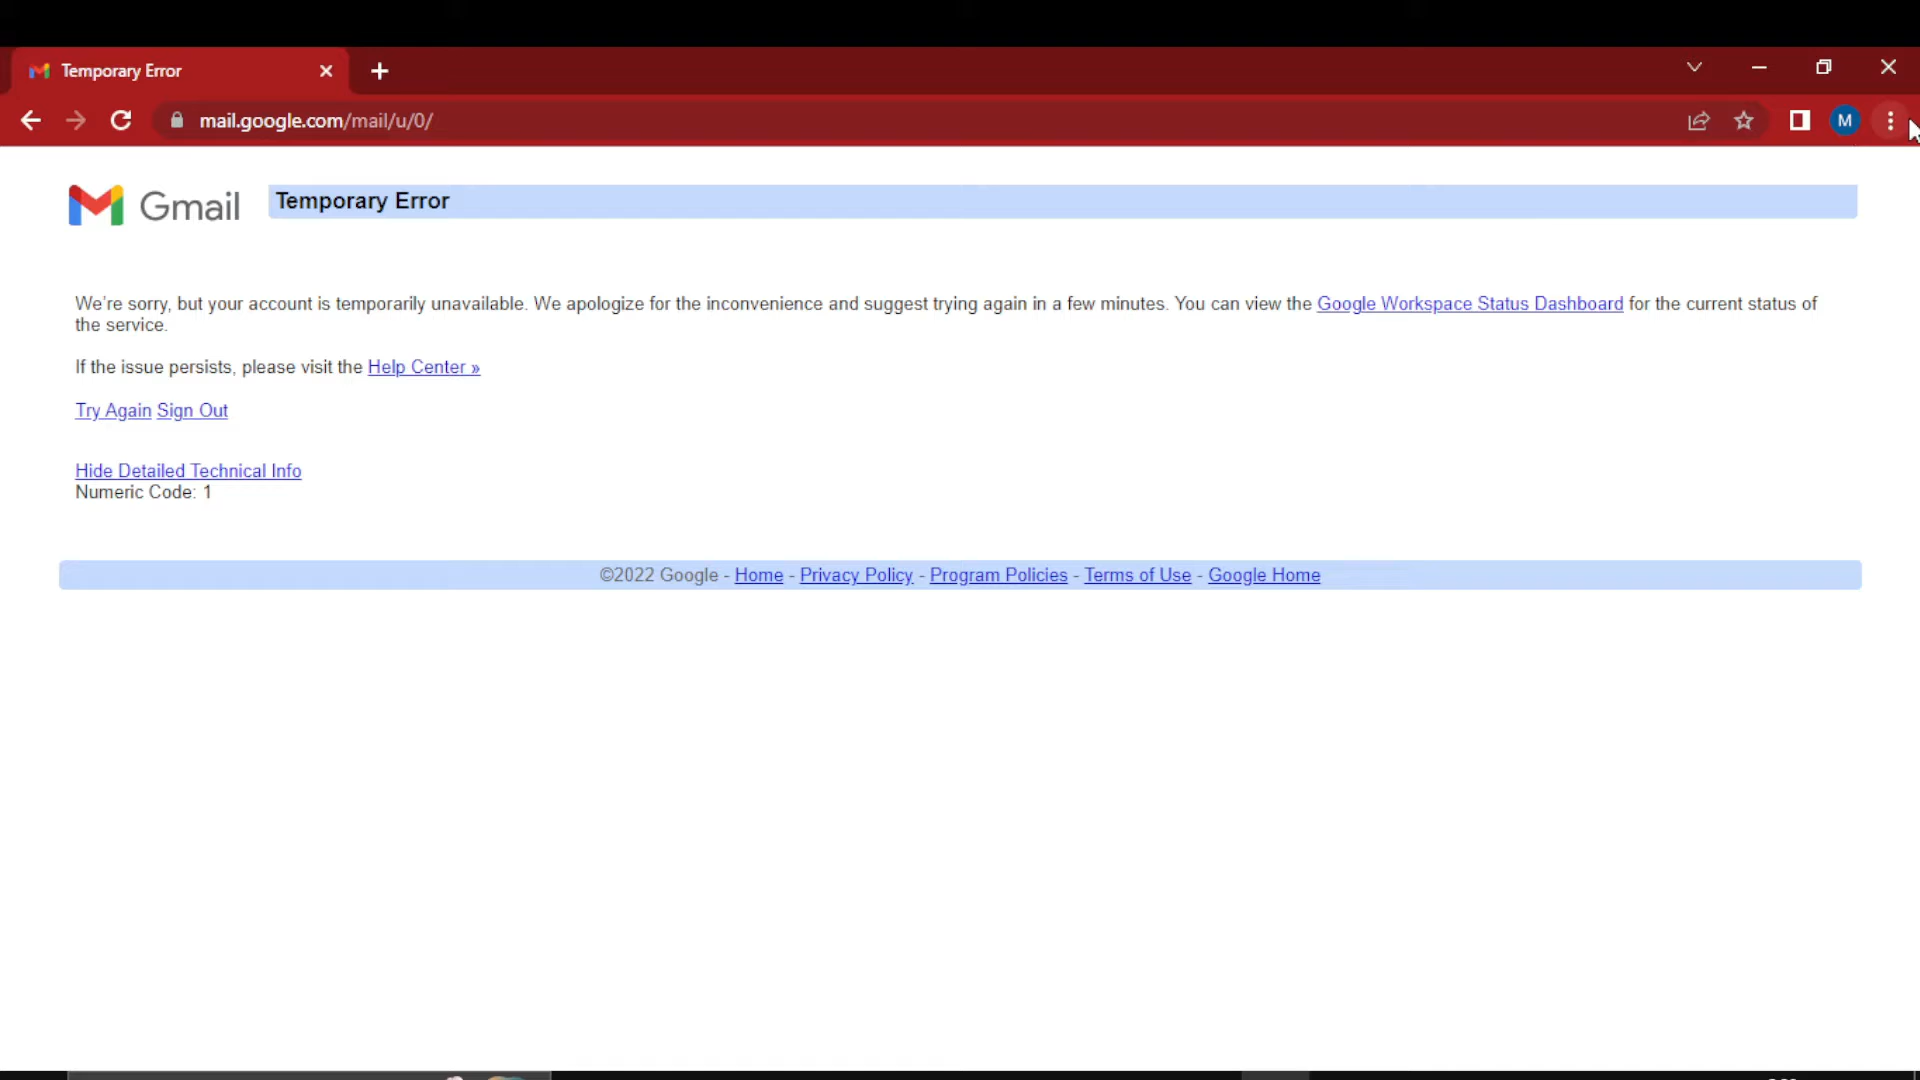 Temporary Error
mail.google.com/mail/u/0/
M
Gmail
Temporary Error
We're sorry, but your account is temporarily unavailable. We apologize for the inconvenience and suggest trying again in a few minutes. You can view the Google Workspace Status Dashboard for the current status of
the service.
If the issue persists, please visit the Help Center »
Try Again Sign Out
Hide Detailed Technical Info
Numeric Code: 1
©2022 Google - Home - Privacy Policy - Program Policies - Terms of Use - Google Home